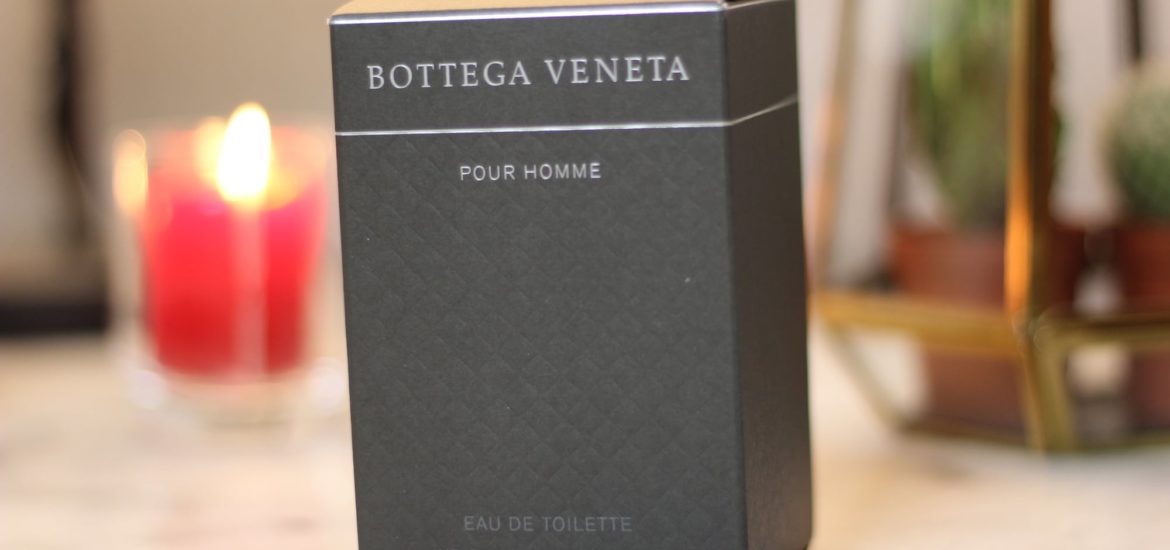 BOTTEGA VENETA
POUR HOMME
EAU DE TOILETTE